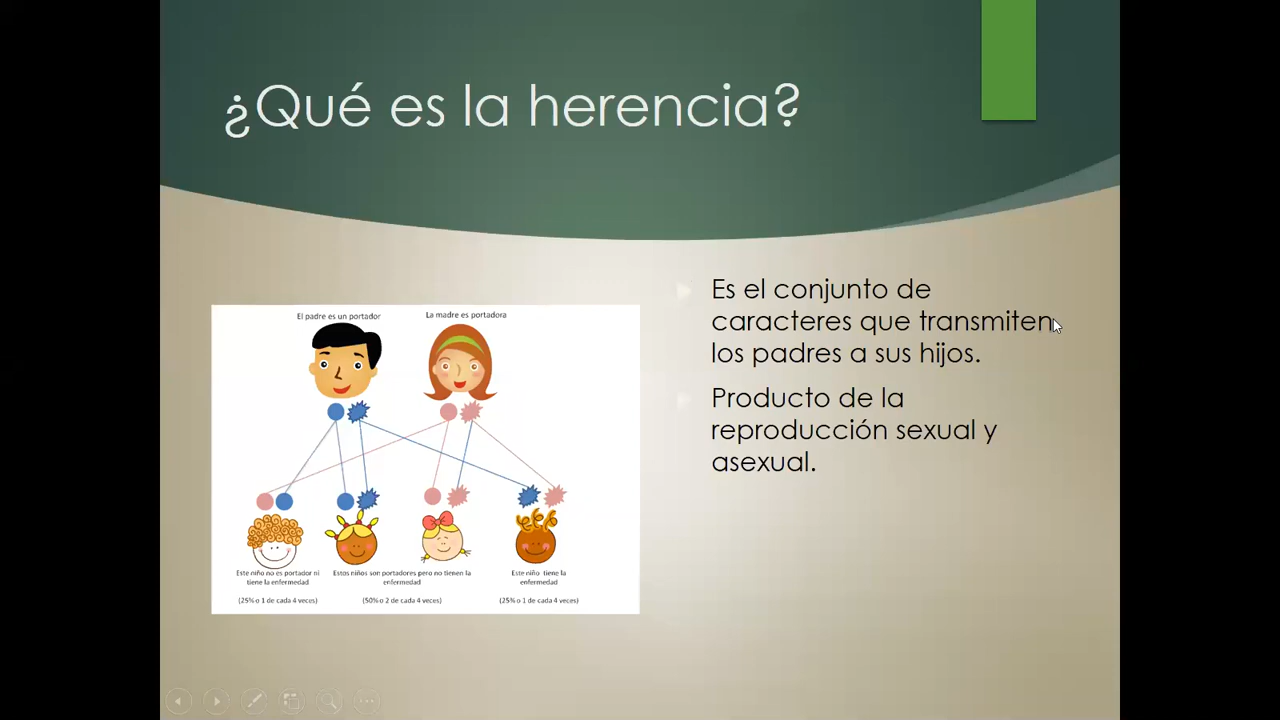 ¿Qué es la herencia?
El padre es un portador
La madre es portadora
Este niño no es portador ni
tiene la enfermedad
(25% o 1 de cada 4 veces)
Estos niños son portadores pero no tienen la
enfermedad
(50% o 2 de cada 4 veces)
Este niño tiene la
enfermedad
(25% o 1 de cada 4 veces)
Es el conjunto de
caracteres que transmiten
los padres a sus hijos.
Producto de la
reproducción sexual y
asexual.